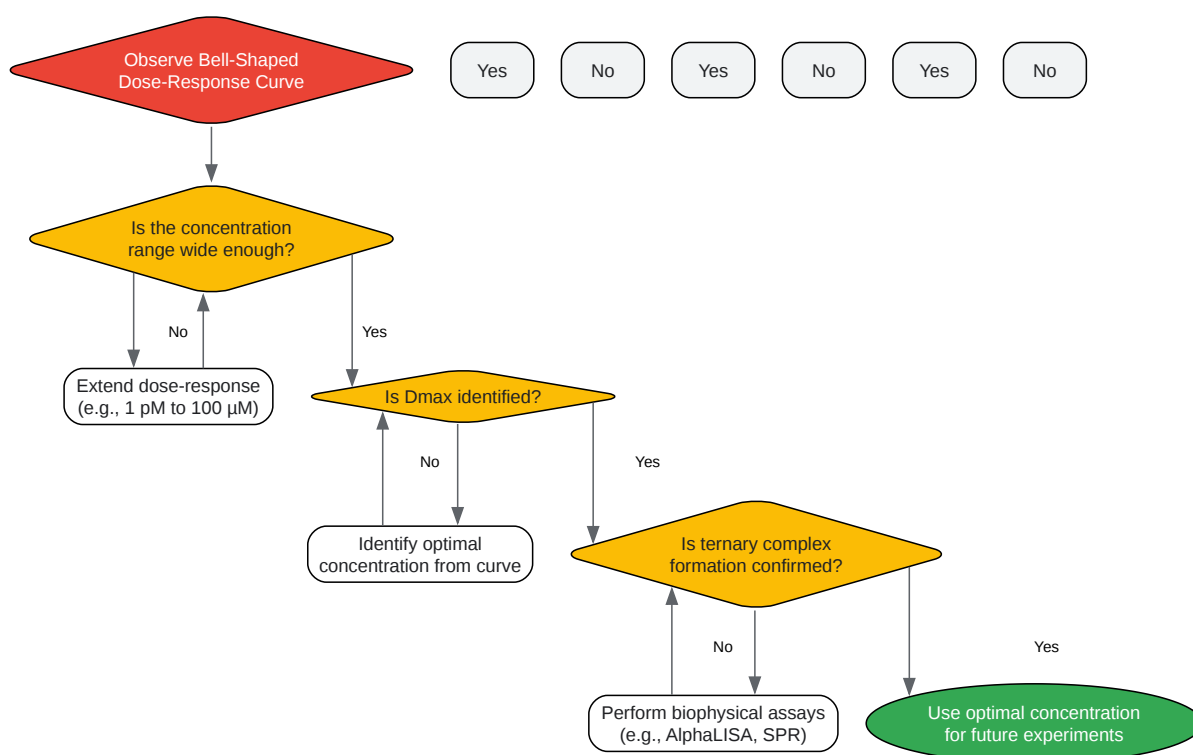 Observe Bell-Shaped
Dose-Response Curve
Yes
No
Yes
No
Yes
No
Is the concentration
range wide enough?
No
Yes
Extend dose-response
(e.g., 1 pM to 100 µM)
Is Dmax identified?
No
Yes
Identify optimal
concentration from curve
Is ternary complex
formation confirmed?
No
Yes
Perform biophysical assays
(e.g., AlphaLISA, SPR)
Use optimal concentration
for future experiments